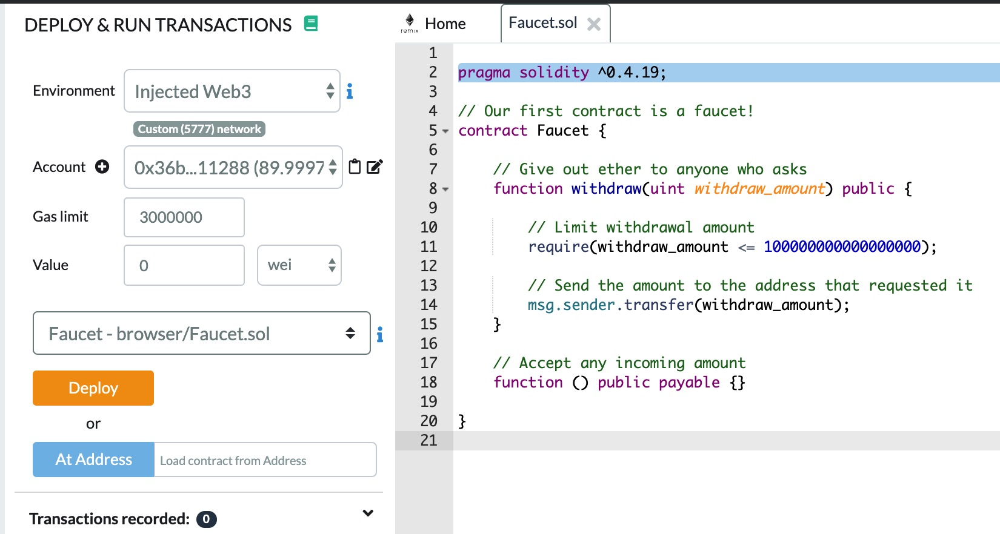 DEPLOY & RUN TRANSACTIONS
Environment
Injected Web3
Custom (5777) network
Account
0x36b...11288 (89.9997
Gas limit
3000000
Value
0
wei
Faucet - browser/Faucet.sol
Deploy
or
At Address
Load contract from Address
Transactions recorded: 0
remix
Home
Faucet.sol
1
2 pragma solidity ^0.4.19;
3
4 // Our first contract is a faucet!
5 contract Faucet {
6
7 // Give out ether to anyone who asks
8 function withdraw(uint withdraw_amount) public {
9
10 // Limit withdrawal amount
11 require(withdraw_amount <= 100000000000000000);
12
13 // Send the amount to the address that requested it
14 msg.sender.transfer(withdraw_amount);
15 }
16
17 // Accept any incoming amount
18 function () public payable {}
19
20 }
21